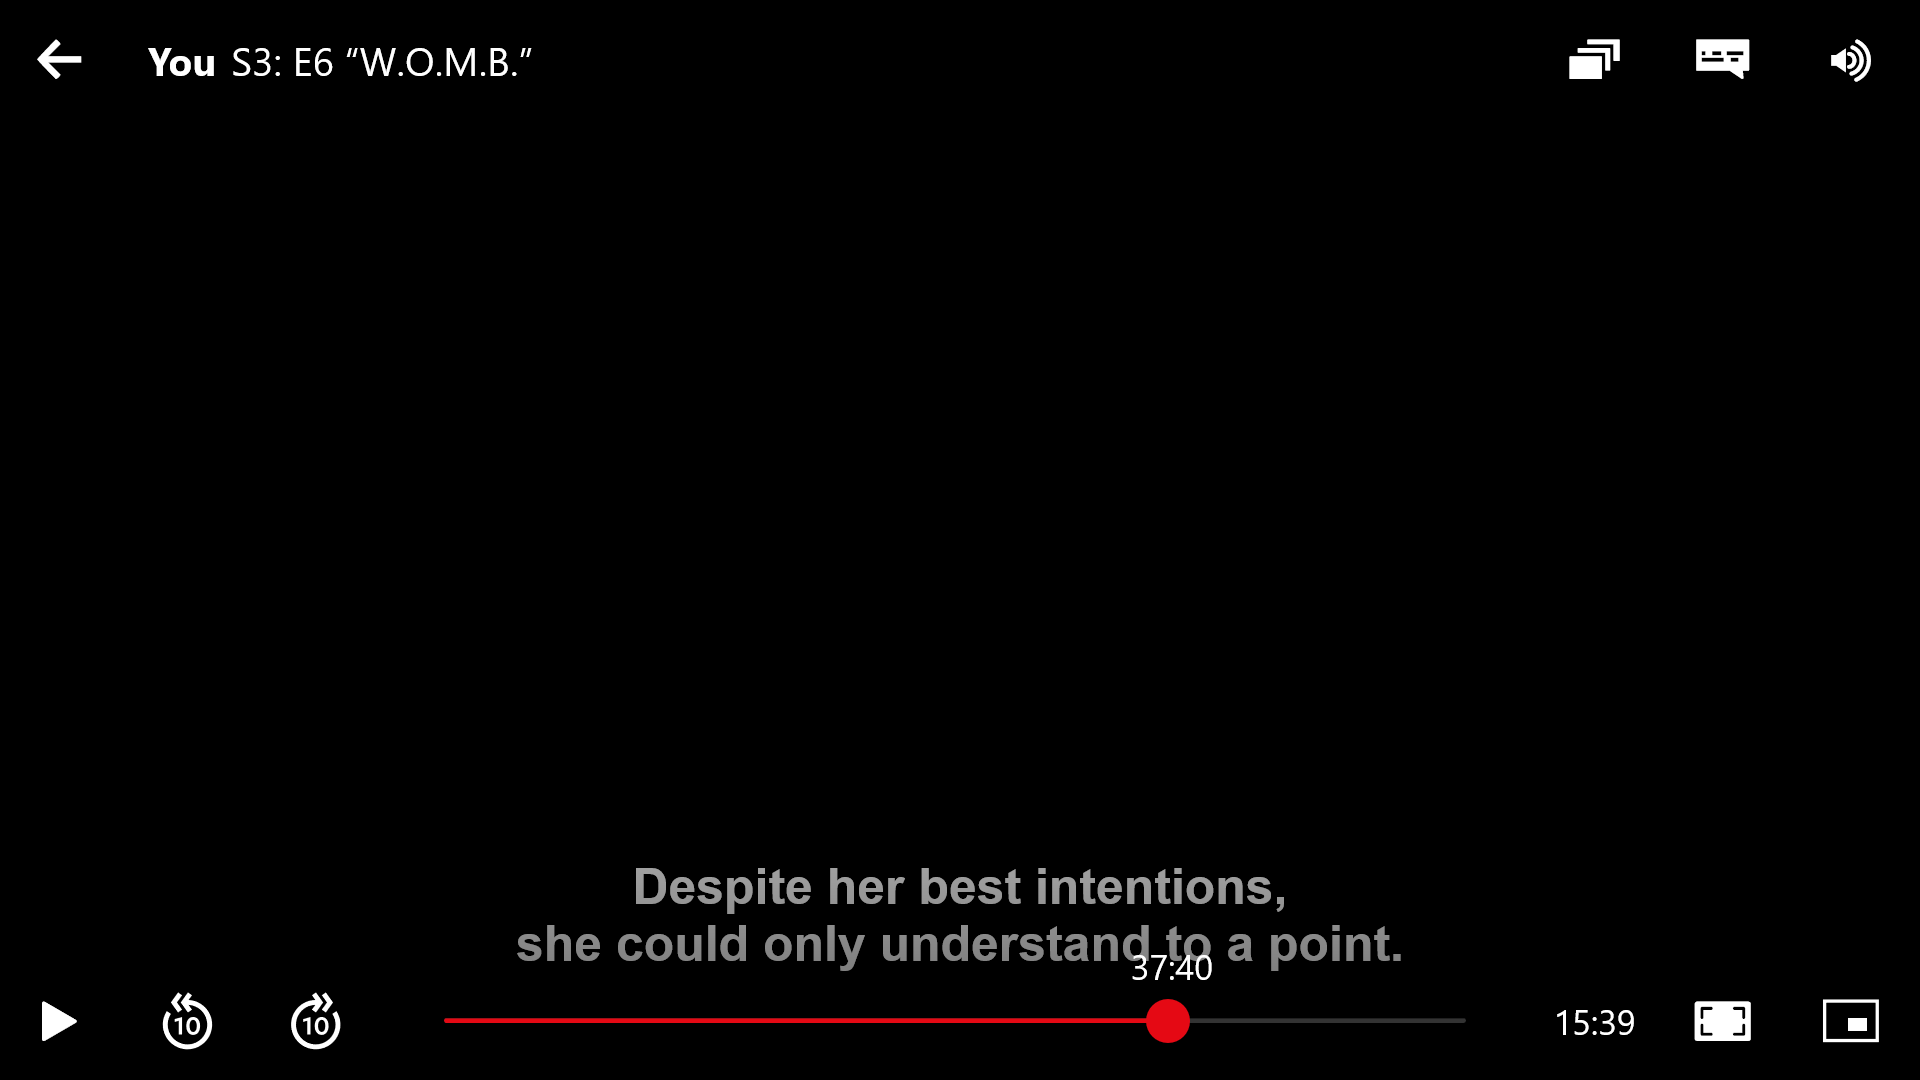 You S3: E6 “W.O.M.B.”
Despite her best intentions,
she could only understand to a point.
37:40
10
10
15:39